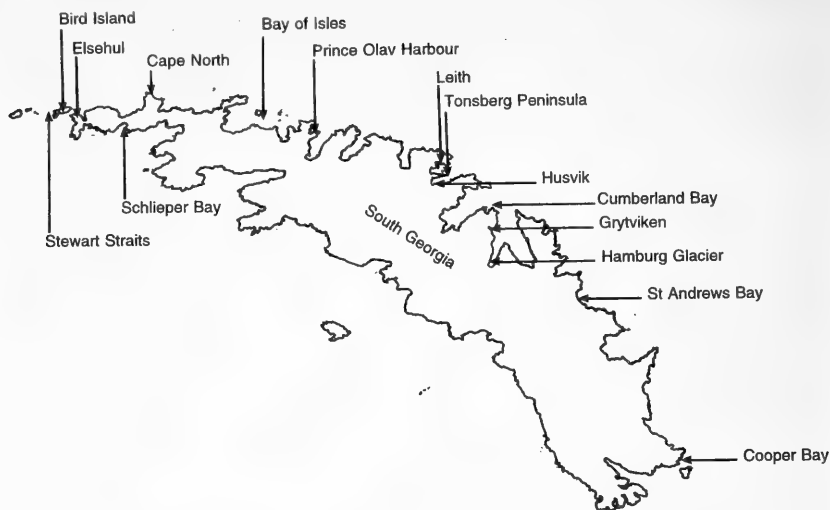 Bird Island
Bay of Isles
Elsehul
Cape North
Prince Olav Harbour
Leith
Tonsberg Peninsula
Husvik
Schlieper Bay
Cumberland Bay
South Georgia
Grytviken
Stewart Straits
Hamburg Glacier
St Andrews Bay
Cooper Bay